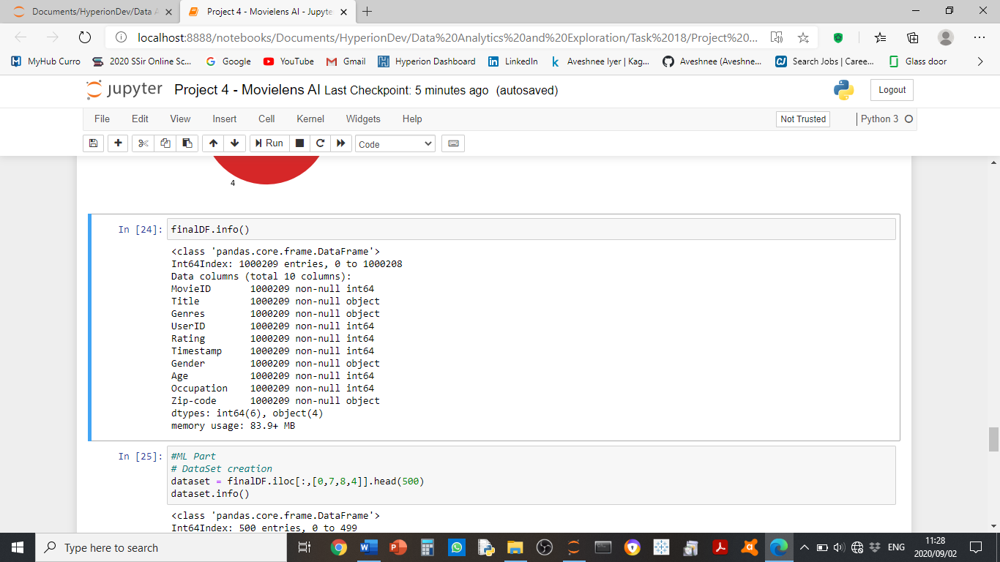 Documents/HyperionDev/Data A
Project 4 - Movielens AI - Jupyte
localhost:8888/notebooks/Documents/HyperionDev/Data%20Analytics%20and%20Exploration/Task%2018/Project%20...
MyHub Curro
2020 SSir Online Sc...
Google
YouTube
Gmail
Hyperion Dashboard
LinkedIn
Aveshnee Iyer | Kag...
Aveshnee (Aveshne...
Search Jobs | Caree...
Glass door
jupyter Project 4 - Movielens AI Last Checkpoint: 5 minutes ago (autosaved)
Logout
File Edit View Insert Cell Kernel Widgets Help
Not Trusted
Python 3
Run
Code
4
In [24]: finalDF.info()
<class 'pandas.core.frame.DataFrame'>
Int64Index: 1000209 entries, 0 to 1000208
Data columns (total 10 columns):
MovieID 1000209 non-null int64
Title 1000209 non-null object
Genres 1000209 non-null object
UserID 1000209 non-null int64
Rating 1000209 non-null int64
Timestamp 1000209 non-null int64
Gender 1000209 non-null object
Age 1000209 non-null int64
Occupation 1000209 non-null int64
Zip-code 1000209 non-null object
dtypes: int64(6), object(4)
memory usage: 83.9+ MB
In [25]: #ML Part
# DataSet creation
dataset = finalDF.iloc[:,[0,7,8,4]].head(500)
dataset.info()
<class 'pandas.core.frame.DataFrame'>
Int64Index: 500 entries, 0 to 499
Type here to search
ENG
11:28
2020/09/02